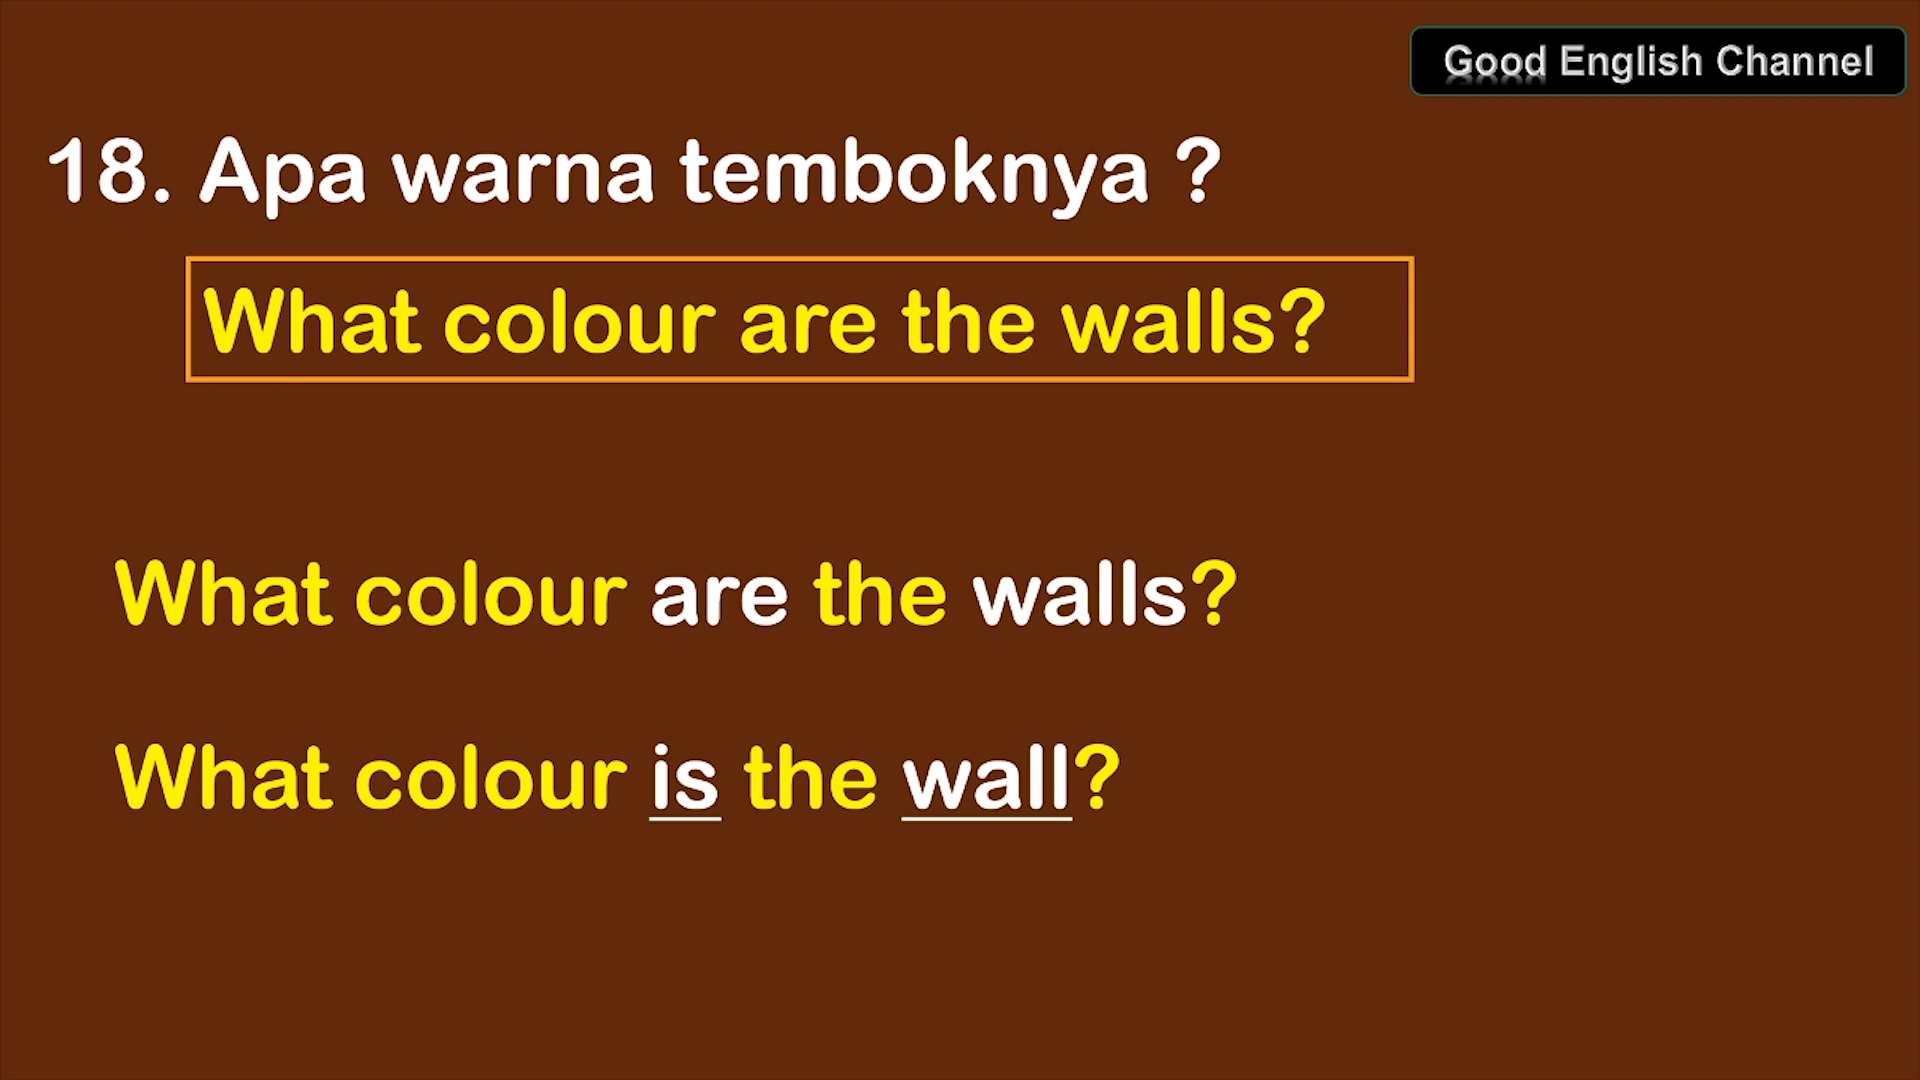 Good English Channel
18. Apa warna temboknya ?
What colour are the walls?
What colour are the walls?
What colour is the wall?